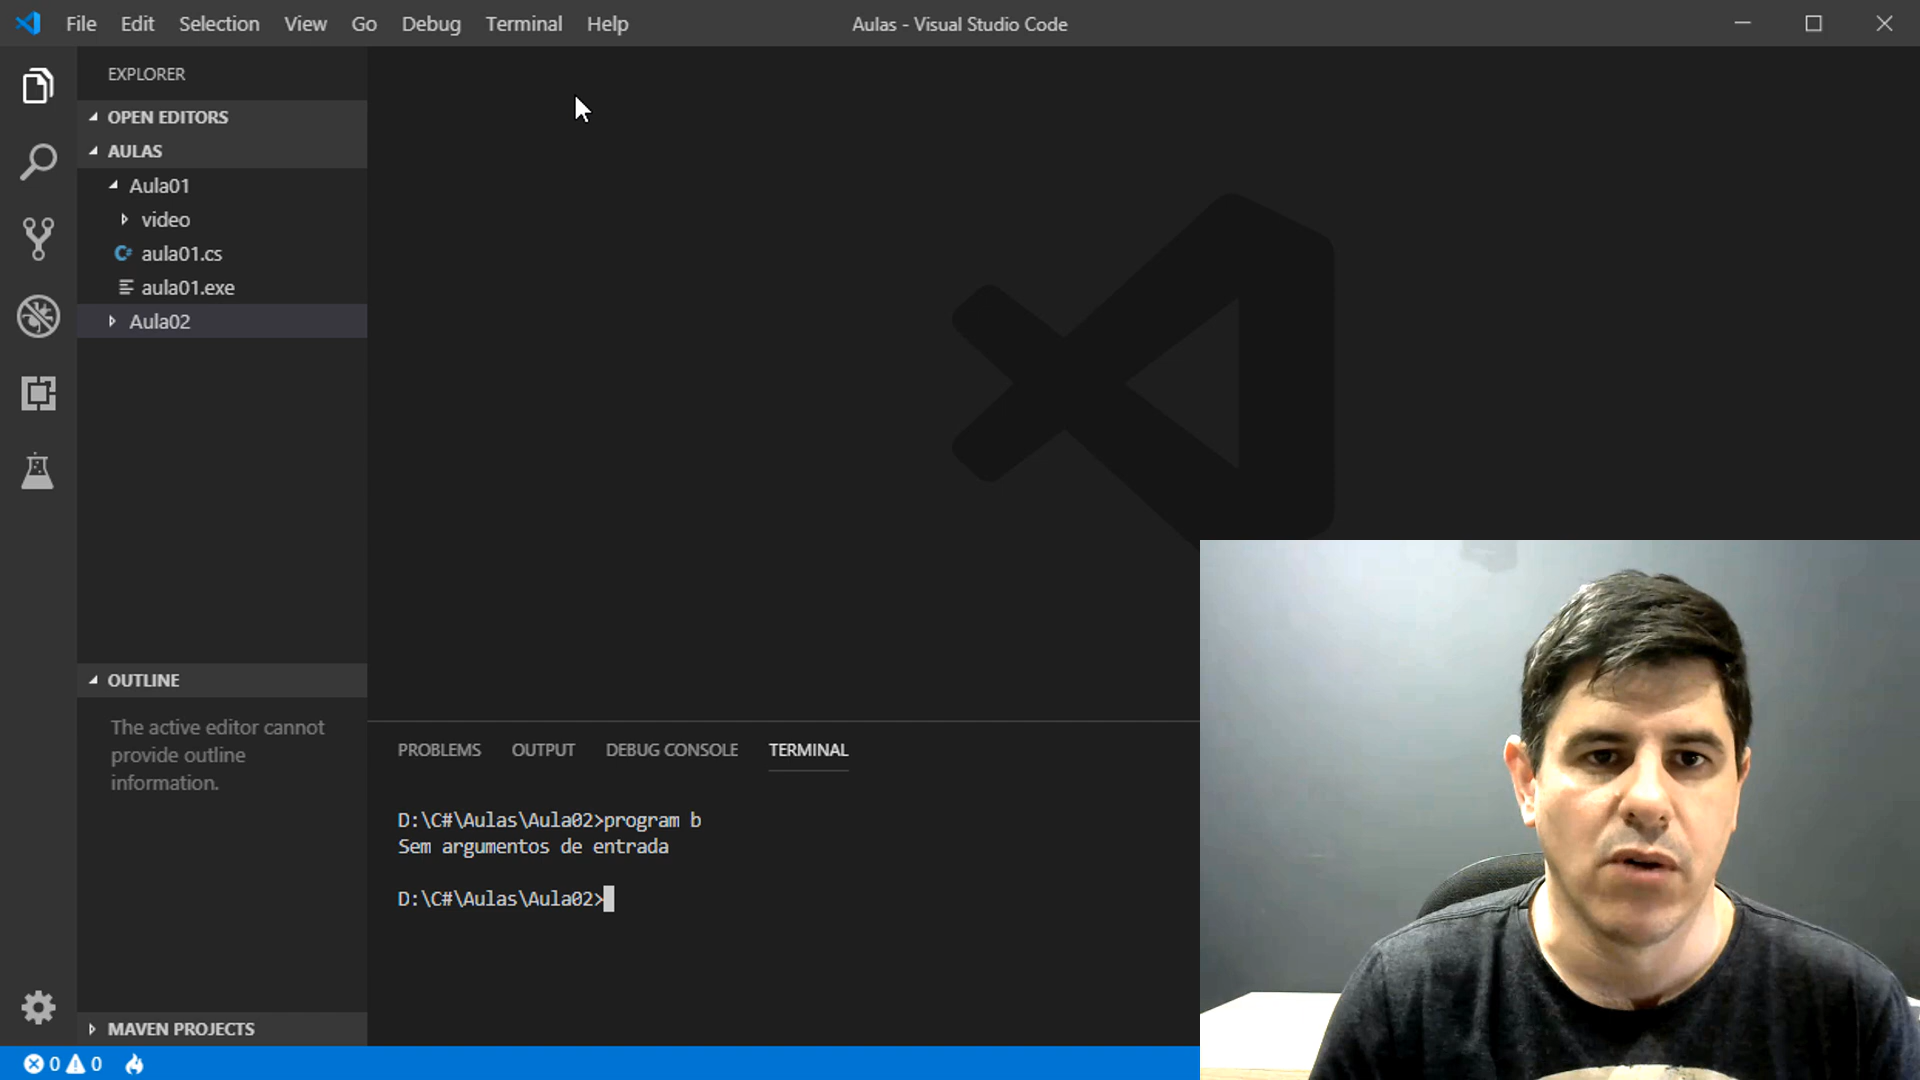 File Edit Selection View Go Debug Terminal Help
Aulas - Visual Studio Code
EXPLORER
OPEN EDITORS
AULAS
Aula01
video
C# aula01.cs
aula01.exe
Aula02
OUTLINE
The active editor cannot
provide outline
information.
MAVEN PROJECTS
PROBLEMS OUTPUT DEBUG CONSOLE TERMINAL
D:\C#\Aulas\Aula02>program b
Sem argumentos de entrada
D:\C#\Aulas\Aula02>
0 0